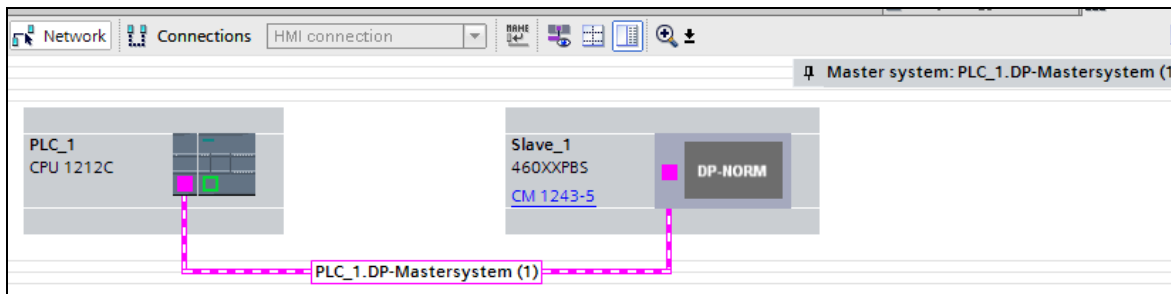 Network Connections HMI connection
NAME
Master system: PLC_1.DP-Mastersystem (1
PLC_1
CPU 1212C
Slave_1
460XXPBS
CM 1243-5
DP-NORM
PLC_1.DP-Mastersystem (1)